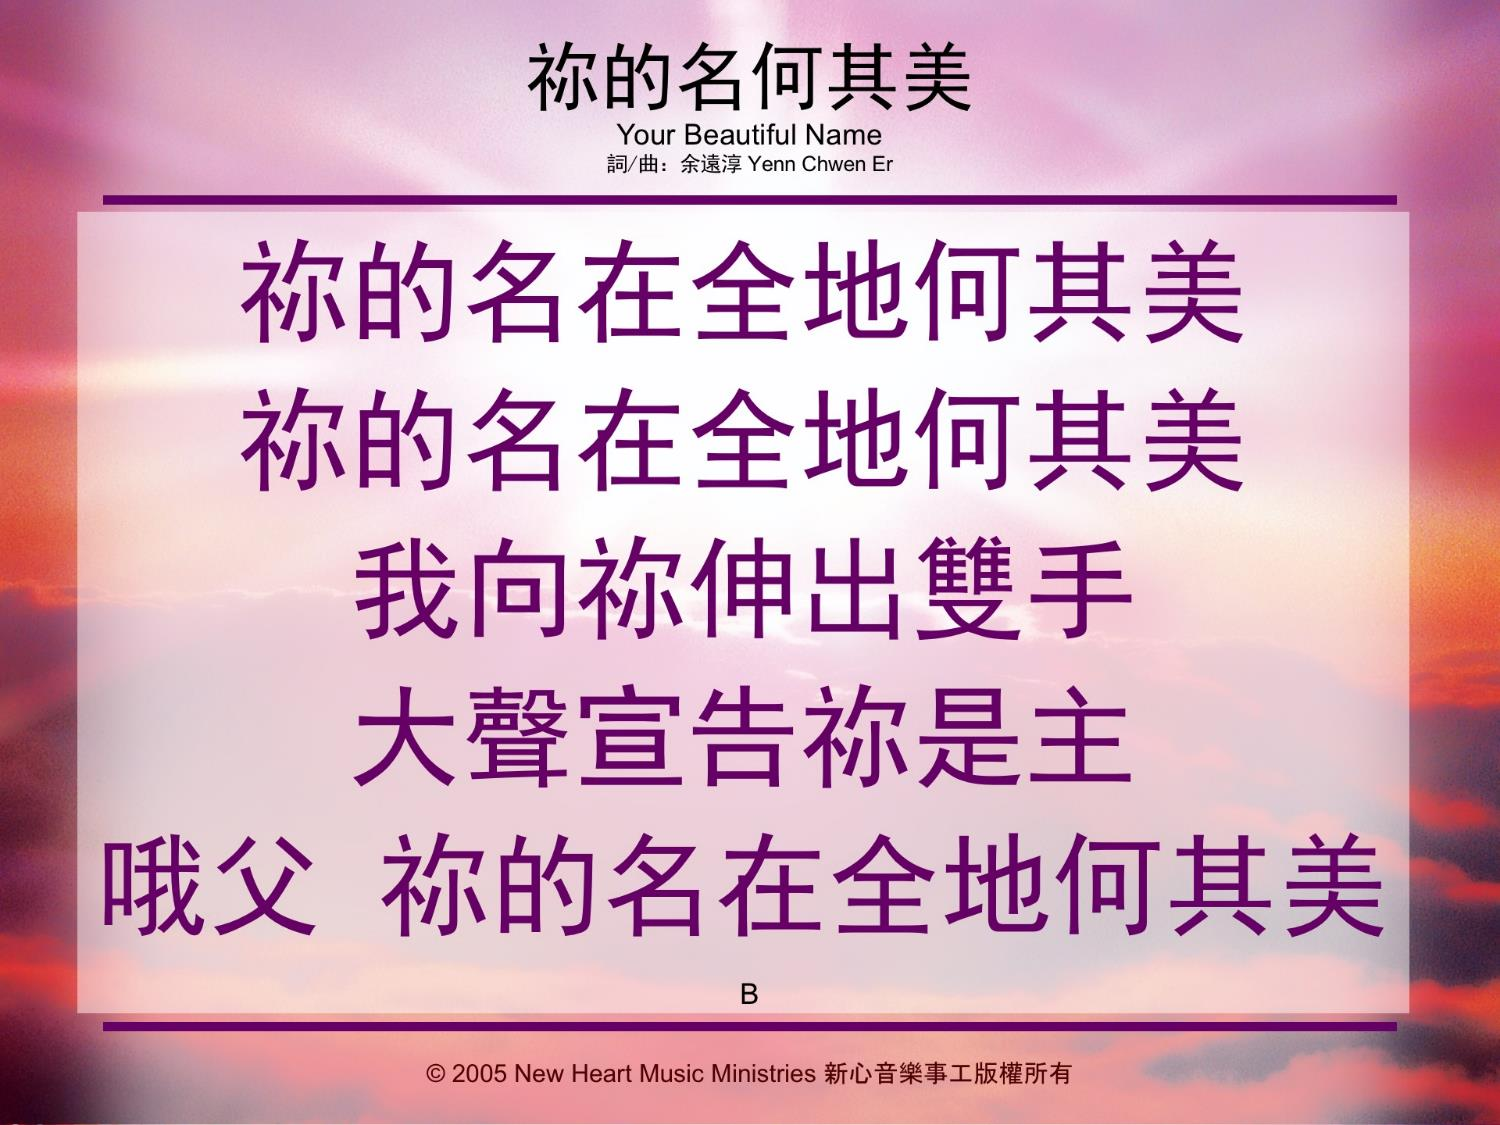 祢的名何其美
Your Beautiful Name
詞/曲：余遠淳 Yenn Chwen Er
祢的名在全地何其美
祢的名在全地何其美
我向祢伸出雙手
大聲宣告祢是主
哦父 祢的名在全地何其美
B
© 2005 New Heart Music Ministries 新心音樂事工版權所有